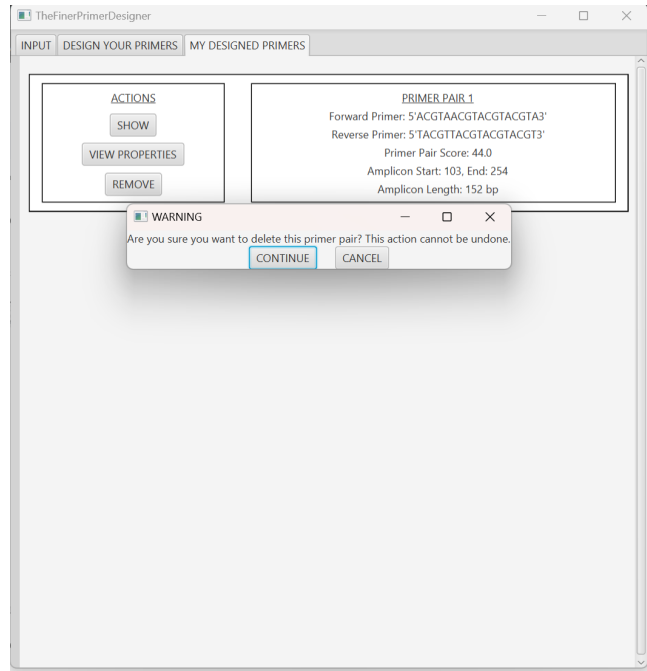 TheFinerPrimerDesigner
INPUT DESIGN YOUR PRIMERS MY DESIGNED PRIMERS
ACTIONS
SHOW
VIEW PROPERTIES
REMOVE
PRIMER PAIR 1
Forward Primer: 5'ACGTAACGTACGTACGTA3'
Reverse Primer: 5'TACGTTACGTACGTACGT3'
Primer Pair Score: 44.0
Amplicon Start: 103, End: 254
Amplicon Length: 152 bp
WARNING
Are you sure you want to delete this primer pair? This action cannot be undone.
CONTINUE CANCEL